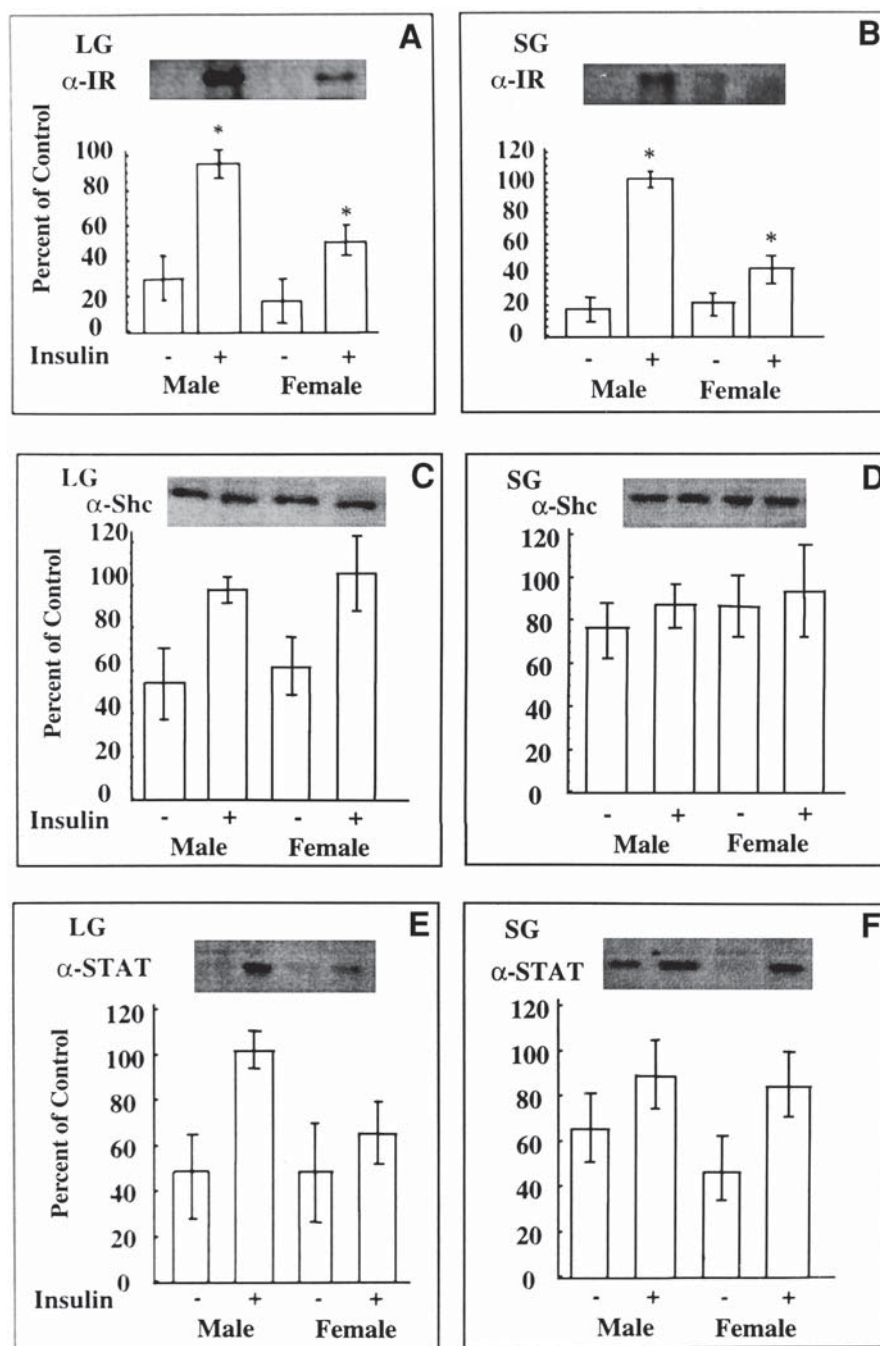 A
LG
α-IR
*
*
100
80
60
40
20
0
Percent of Control
Insulin - + - +
Male Female
B
SG
α-IR
*
*
120
100
80
60
40
20
0
- + - +
Male Female
C
LG
α-Shc
120
100
80
60
40
20
0
Percent of Control
Insulin - + - +
Male Female
D
SG
α-Shc
120
100
80
60
40
20
0
- + - +
Male Female
E
LG
α-STAT
120
100
80
60
40
20
0
Percent of Control
Insulin - + - +
Male Female
F
SG
α-STAT
120
100
80
60
40
20
0
- + - +
Male Female